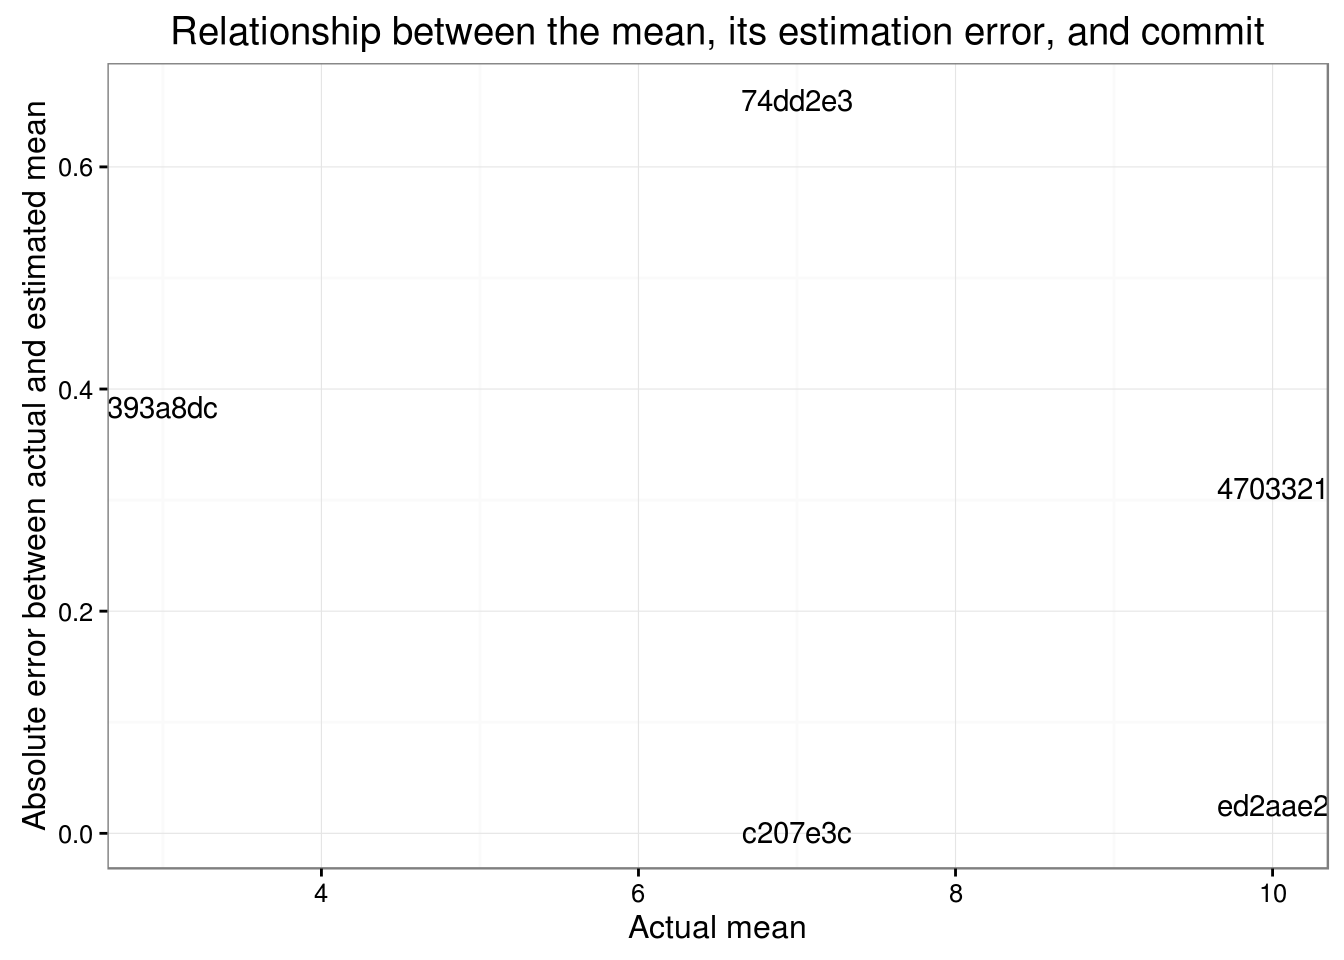 Relationship between the mean, its estimation error, and commit
Absolute error between actual and estimated mean
74dd2e3
0.6
0.4
393a8dc
4703321
0.2
ed2aae2
0.0
c207e3c
4
6
8
10
Actual mean